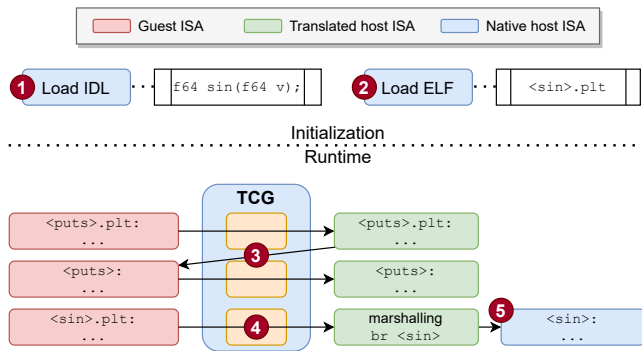 Guest ISA
Translated host ISA
Native host ISA
1
Load IDL
...
f64 sin(f64 v);
...
2
Load ELF
...
<sin>.plt
...
Initialization
Runtime
TCG
<puts>.plt:
...
<puts>.plt:
...
3
<puts>:
...
<puts>:
...
<sin>.plt:
...
4
marshalling
br <sin>
5
<sin>:
...